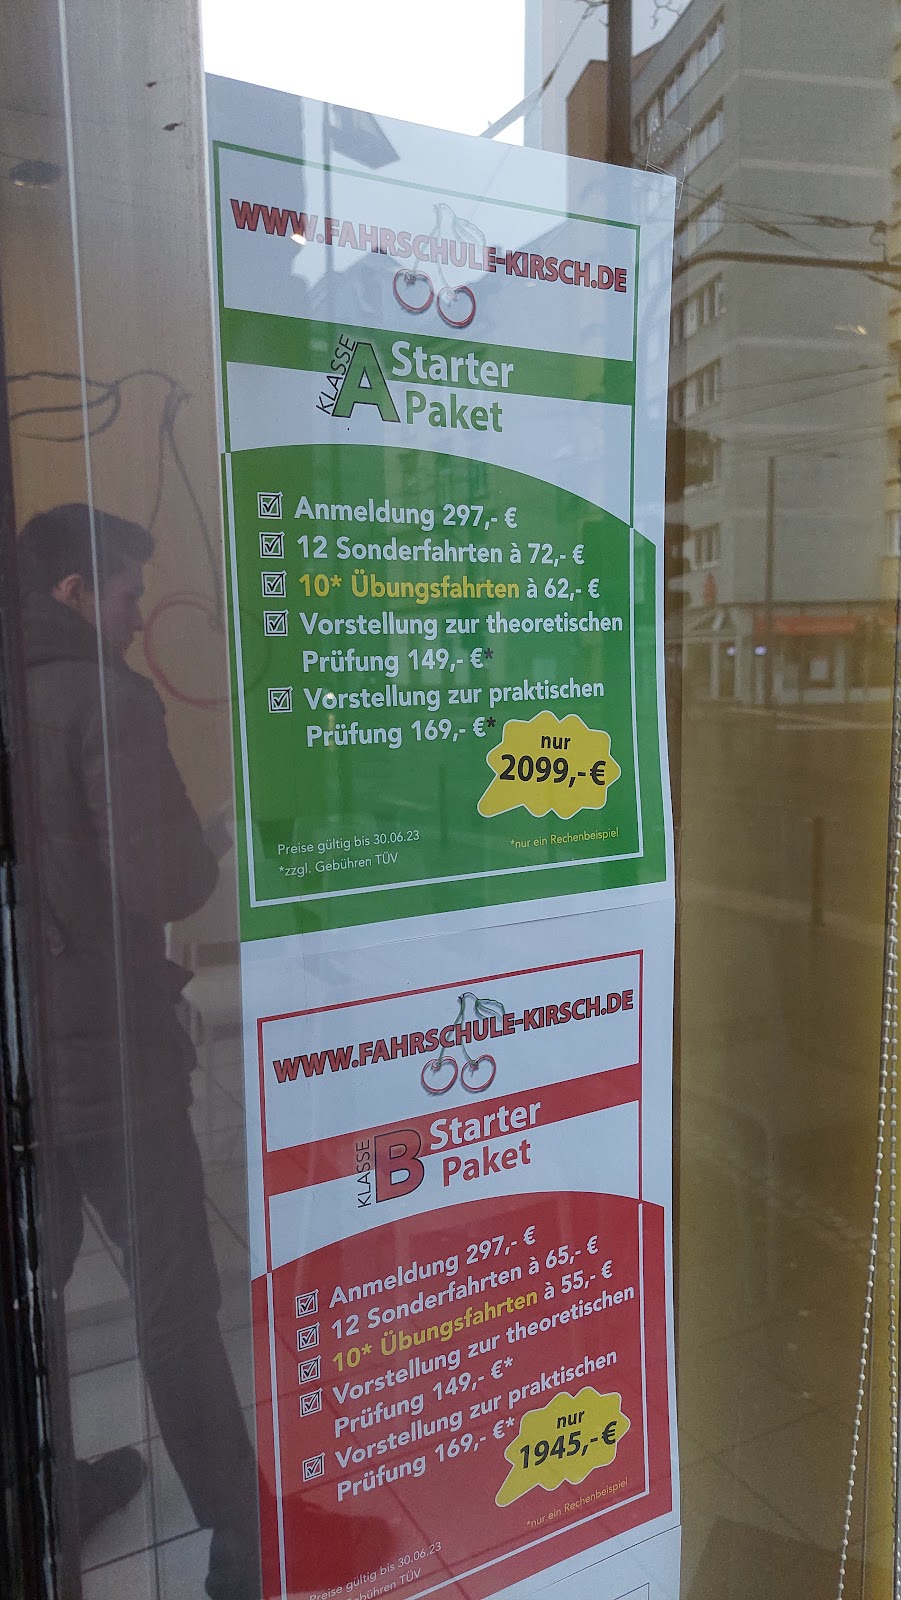 WWW.FAHRSCHULE-KIRSCH.DE
KLASSE A Starter
Paket
Anmeldung 297,- €
12 Sonderfahrten à 72,- €
10* Übungsfahrten à 62,- €
Vorstellung zur theoretischen
Prüfung 149,- €*
Vorstellung zur praktischen
Prüfung 169,- €*
nur
2099,-€
Preise gültig bis 30.06.23
*zzgl. Gebühren TÜV
*nur ein Rechenbeispiel
WWW.FAHRSCHULE-KIRSCH.DE
KLASSE B Starter
Paket
Anmeldung 297,- €
12 Sonderfahrten à 65,- €
10* Übungsfahrten à 55,- €
Vorstellung zur theoretischen
Prüfung 149,- €*
Vorstellung zur praktischen
Prüfung 169,- €*
nur
1945,-€
*nur ein Rechenbeispiel
Preise gültig bis 30.06.23
Gebühren TÜV